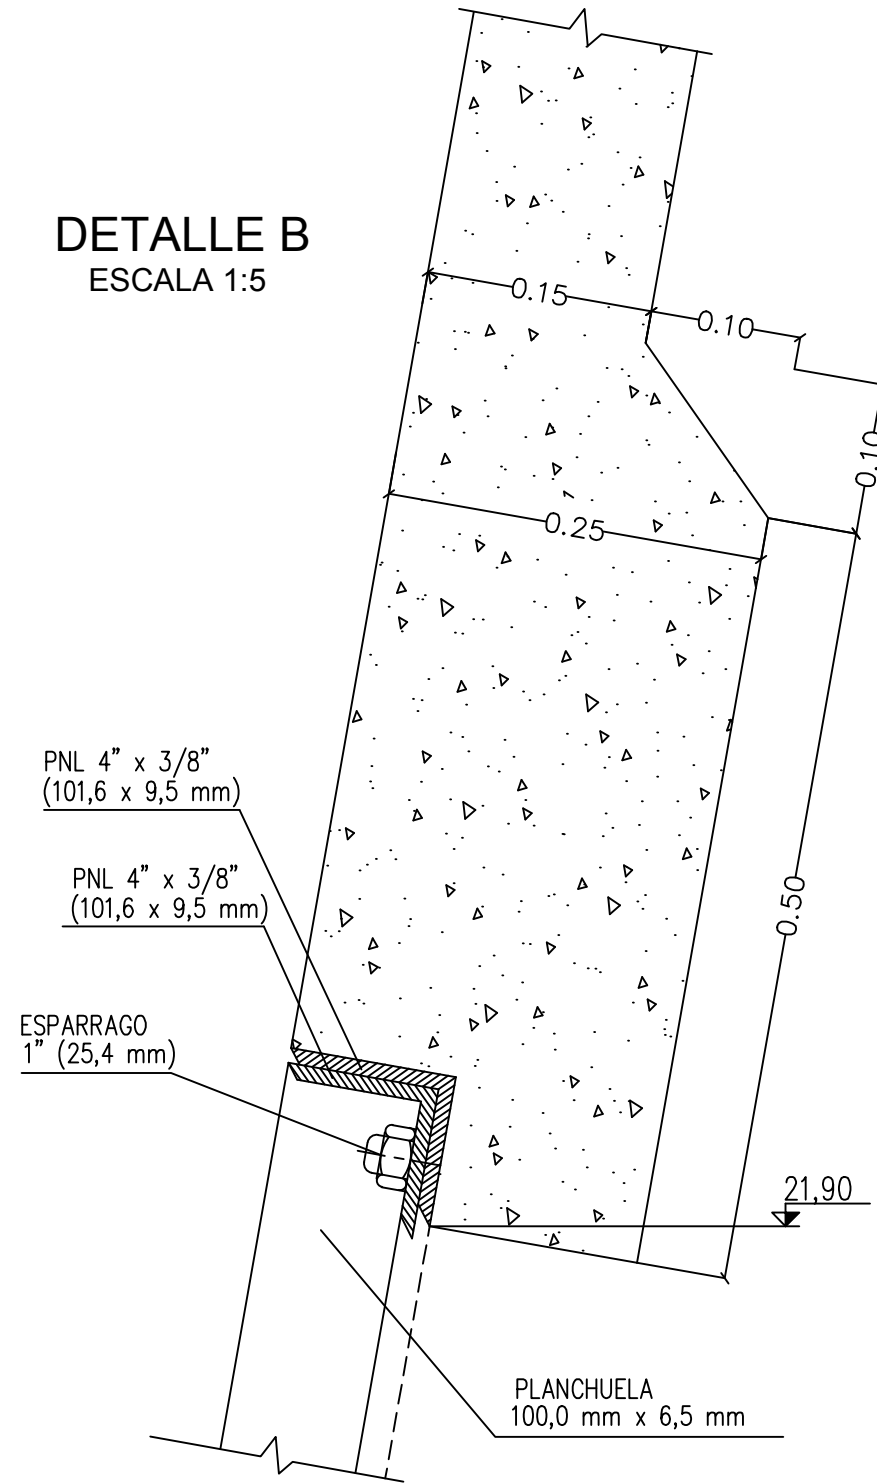 DETALLE B
ESCALA 1:5
0.15
0.10
0.10
0.25
PNL 4” x 3/8”
(101,6 x 9,5 mm)
PNL 4” x 3/8”
(101,6 x 9,5 mm)
0.50
ESPARRAGO
1” (25,4 mm)
21,90
PLANCHUELA
100,0 mm x 6,5 mm